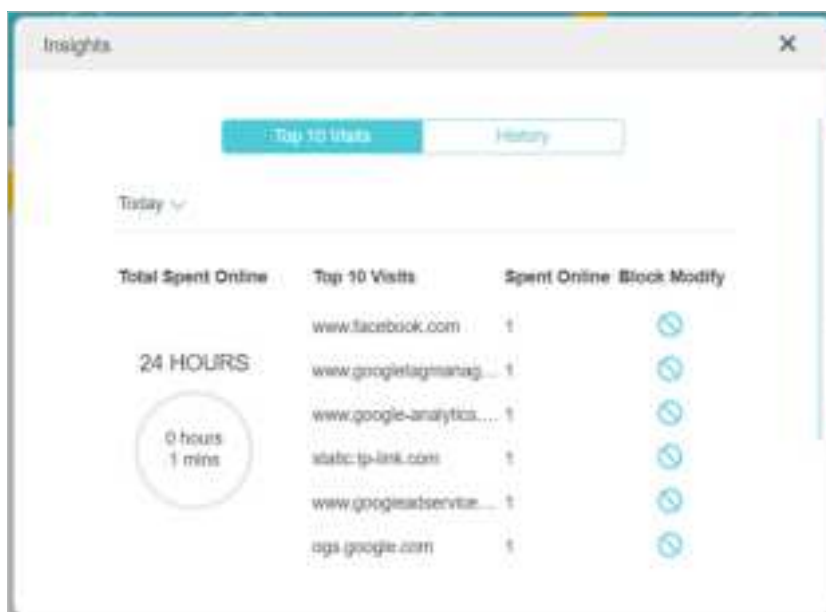 Insights
Top 10 Visits
History
Today
Total Spent Online Top 10 Visits Spent Online Block Modify
www.facebook.com 1
24 HOURS
www.googletagmanag... 1
www.google-analytics.... 1
0 hours
1 mins
static.tp-link.com 1
www.googleadservice... 1
ogs.google.com 1